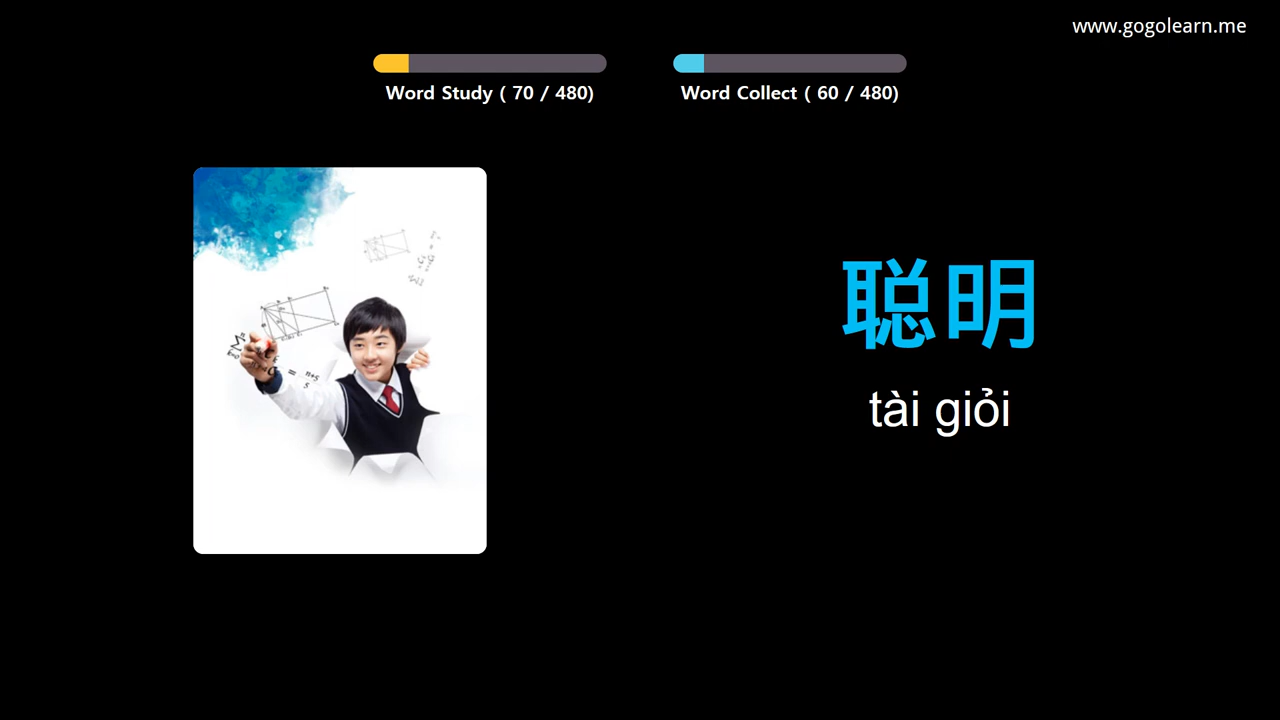 www.gogolearn.me
Word Study ( 70 / 480)
Word Collect ( 60 / 480)
聪明
tài giỏi